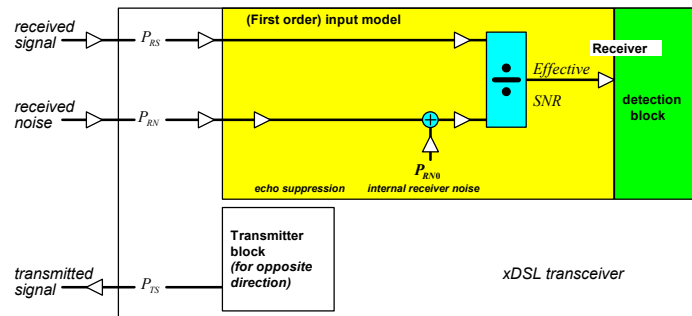 (First order) input model
received
signal
P_RS
Receiver
Effective
SNR
detection
block
received
noise
P_RN
P_RN0
echo suppression
internal receiver noise
Transmitter
block
(for opposite
direction)
transmitted
signal
P_TS
xDSL transceiver